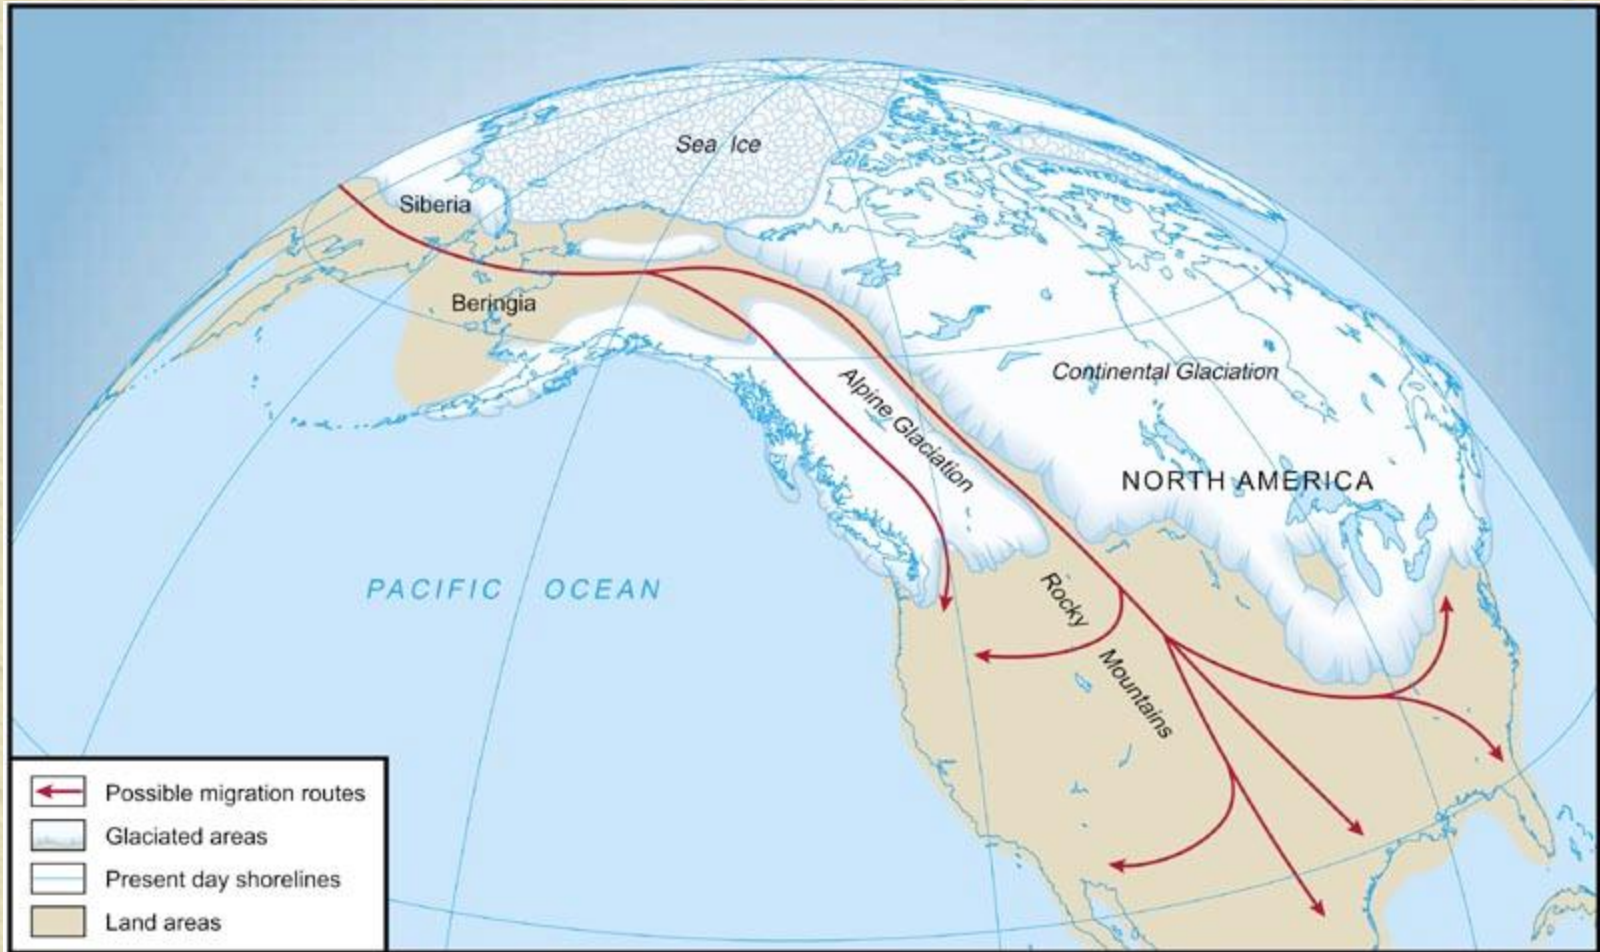 Sea Ice
Siberia
Beringia
Continental Glaciation
Alpine Glaciation
NORTH AMERICA
PACIFIC OCEAN
Rocky
Mountains
Possible migration routes
Glaciated areas
Present day shorelines
Land areas